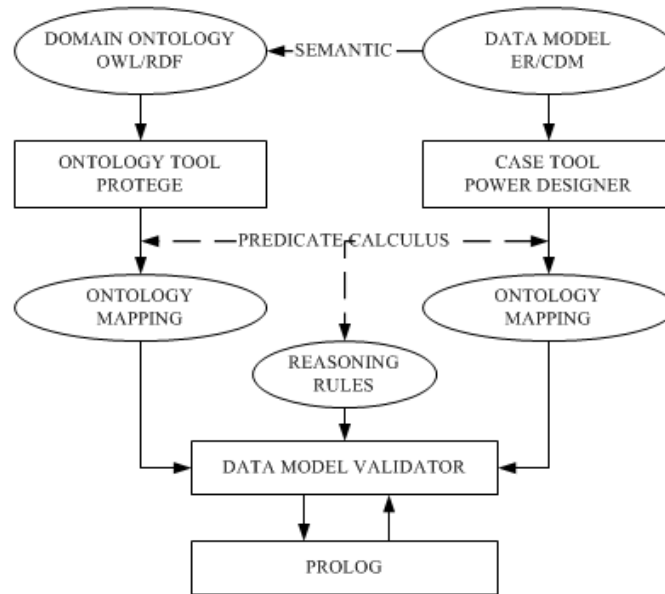 DOMAIN ONTOLOGY
OWL/RDF
SEMANTIC
DATA MODEL
ER/CDM
ONTOLOGY TOOL
PROTEGE
CASE TOOL
POWER DESIGNER
PREDICATE CALCULUS
ONTOLOGY
MAPPING
ONTOLOGY
MAPPING
REASONING
RULES
DATA MODEL VALIDATOR
PROLOG